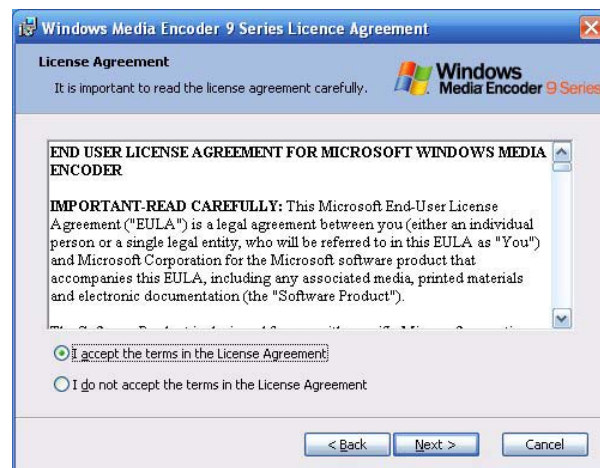 Windows Media Encoder 9 Series Licence Agreement
License Agreement
It is important to read the license agreement carefully.
Windows
Media Encoder 9 Series
END USER LICENSE AGREEMENT FOR MICROSOFT WINDOWS MEDIA
ENCODER
IMPORTANT-READ CAREFULLY: This Microsoft End-User License
Agreement ("EULA") is a legal agreement between you (either an individual
person or a single legal entity, who will be referred to in this EULA as "You")
and Microsoft Corporation for the Microsoft software product that
accompanies this EULA, including any associated media, printed materials
and electronic documentation (the "Software Product").
I accept the terms in the License Agreement
I do not accept the terms in the License Agreement
< Back
Next >
Cancel